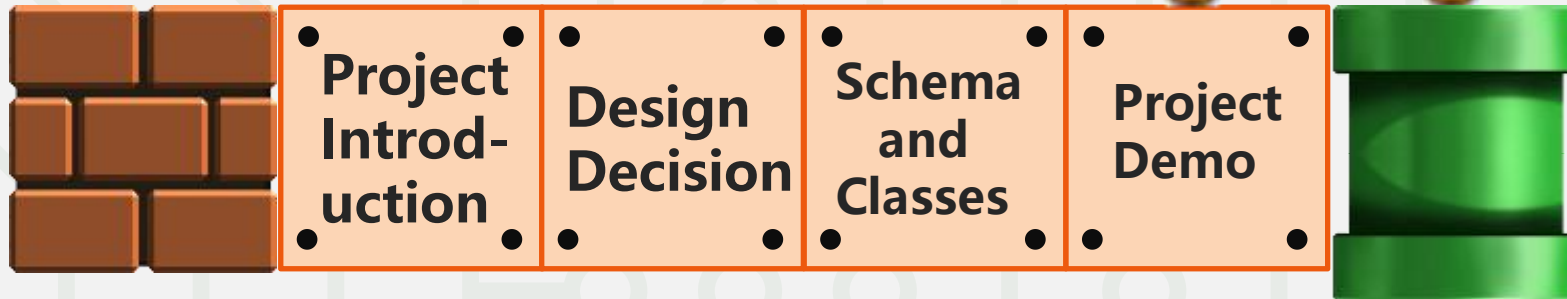 Project
Introd-
uction
Design
Decision
Schema
and
Classes
Project
Demo